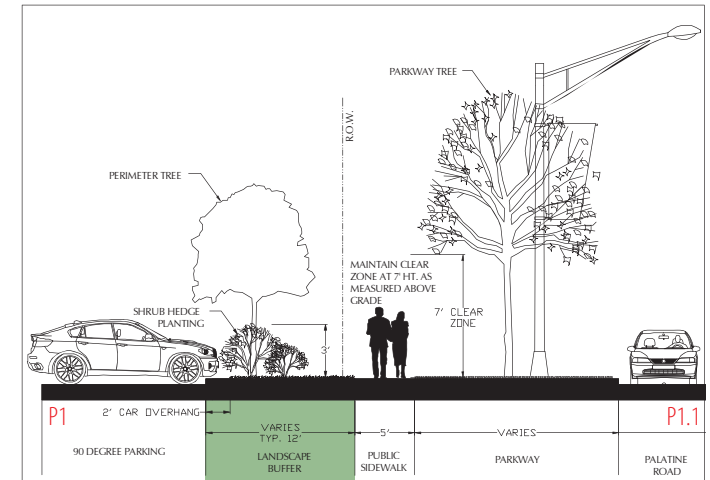 PARKWAY TREE
R.O.W.
PERIMETER TREE
MAINTAIN CLEAR
ZONE AT 7' HT. AS
MEASURED ABOVE
GRADE
SHRUB HEDGE
PLANTING
7' CLEAR
ZONE
3'
P1
2' CAR OVERHANG
VARIES
TYP. 12'
5'
VARIES
P1.1
90 DEGREE PARKING
LANDSCAPE
BUFFER
PUBLIC
SIDEWALK
PARKWAY
PALATINE
ROAD